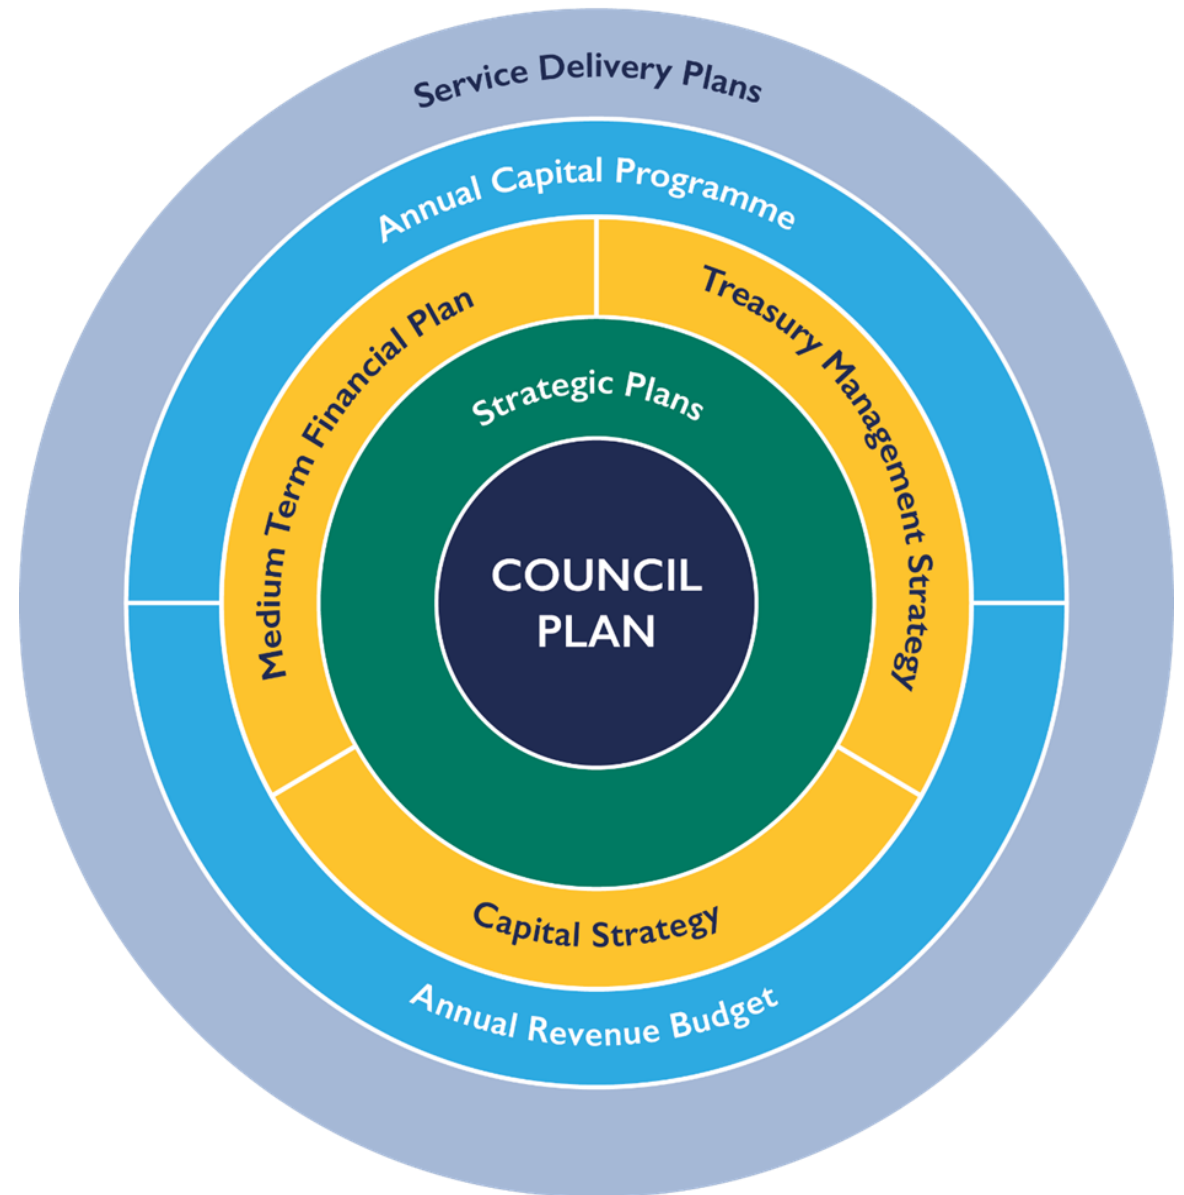 Service Delivery Plans
Annual Capital Programme
Medium Term Financial Plan
Treasury Management Strategy
Strategic Plans
COUNCIL
PLAN
Capital Strategy
Annual Revenue Budget